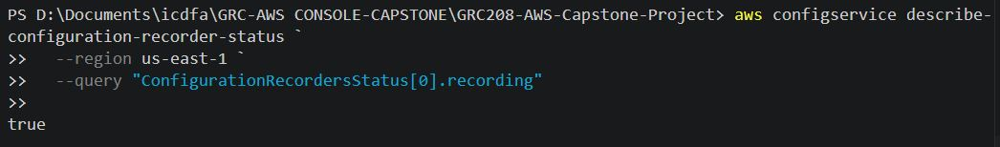 PS D:\Documents\icdfa\GRC-AWS CONSOLE-CAPSTONE\GRC208-AWS-Capstone-Project> aws configservice describe-
configuration-recorder-status `
>>   --region us-east-1 `
>>   --query "ConfigurationRecordersStatus[0].recording"
>>
true